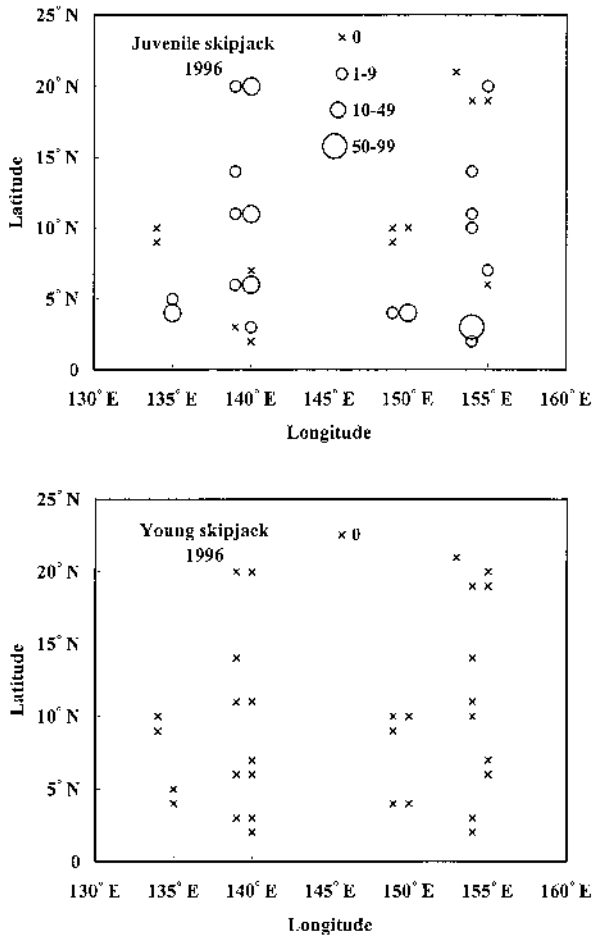 25° N
Juvenile skipjack
1996
× 0
1-9
10-49
50-99
20° N
15° N
10° N
5° N
0
Latitude
130° E 135° E 140° E 145° E 150° E 155° E 160° E
Longitude
25° N
Young skipjack
1996
× 0
20° N
15° N
10° N
5° N
0
Latitude
130° E 135° E 140° E 145° E 150° E 155° E 160° E
Longitude